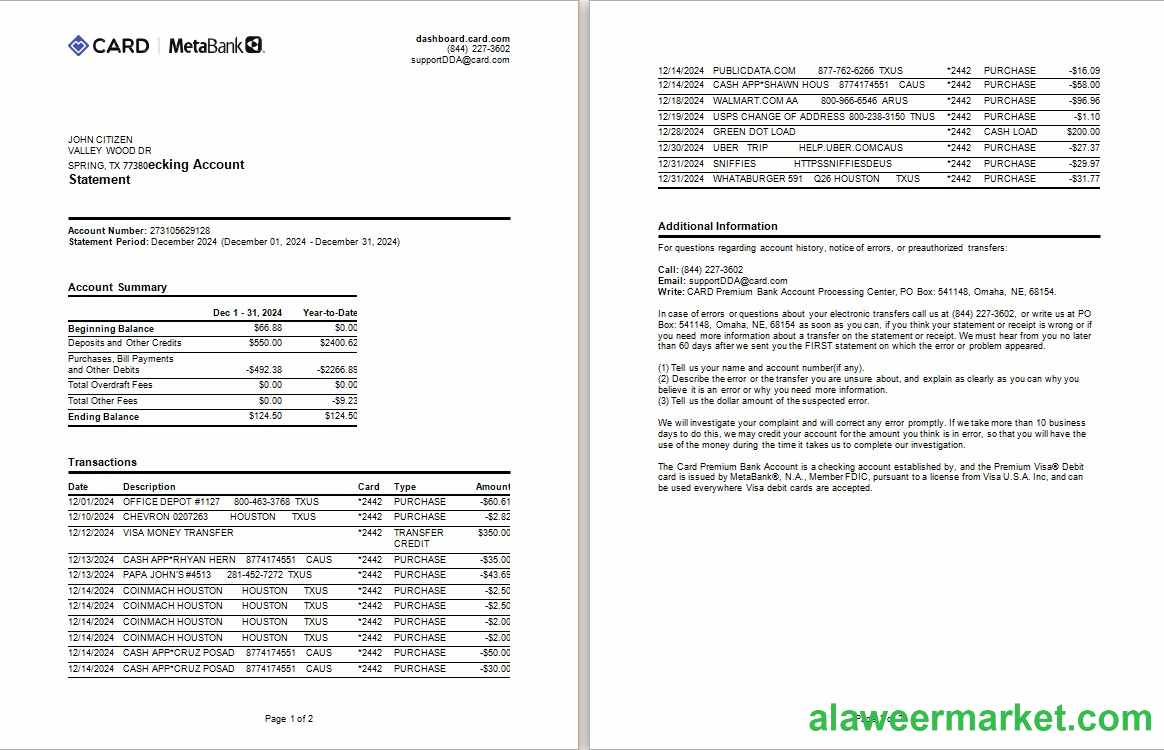 CARD | MetaBank
dashboard.card.com
(844) 227-3602
supportDDA@card.com
JOHN CITIZEN
VALLEY WOOD DR
SPRING, TX 77380ecking Account
Statement
Account Number: 273105629128
Statement Period: December 2024 (December 01, 2024 - December 31, 2024)
Account Summary
Dec 1 - 31, 2024 Year-to-Date
Beginning Balance $66.88 $0.00
Deposits and Other Credits $550.00 $2400.62
Purchases, Bill Payments
and Other Debits -$492.38 -$2266.85
Total Overdraft Fees $0.00 $0.00
Total Other Fees $0.00 -$9.23
Ending Balance $124.50 $124.50
Transactions
Date Description Card Type Amount
12/01/2024 OFFICE DEPOT #1127 800-463-3768 TXUS *2442 PURCHASE -$60.61
12/10/2024 CHEVRON 0207263 HOUSTON TXUS *2442 PURCHASE -$2.82
12/12/2024 VISA MONEY TRANSFER *2442 TRANSFER $350.00
CREDIT
12/13/2024 CASH APP*RHYAN HERN 8774174551 CAUS *2442 PURCHASE -$35.00
12/13/2024 PAPA JOHN'S #4513 281-452-7272 TXUS *2442 PURCHASE -$43.65
12/14/2024 COINMACH HOUSTON HOUSTON TXUS *2442 PURCHASE -$2.50
12/14/2024 COINMACH HOUSTON HOUSTON TXUS *2442 PURCHASE -$2.50
12/14/2024 COINMACH HOUSTON HOUSTON TXUS *2442 PURCHASE -$2.00
12/14/2024 COINMACH HOUSTON HOUSTON TXUS *2442 PURCHASE -$2.00
12/14/2024 CASH APP*CRUZ POSAD 8774174551 CAUS *2442 PURCHASE -$50.00
12/14/2024 CASH APP*CRUZ POSAD 8774174551 CAUS *2442 PURCHASE -$30.00
Page 1 of 2
12/14/2024 PUBLICDATA.COM 877-762-6266 TXUS *2442 PURCHASE -$16.09
12/14/2024 CASH APP*SHAWN HOUS 8774174551 CAUS *2442 PURCHASE -$58.00
12/18/2024 WALMART.COM AA 800-966-6546 ARUS *2442 PURCHASE -$96.96
12/19/2024 USPS CHANGE OF ADDRESS 800-238-3150 TNUS *2442 PURCHASE -$1.10
12/28/2024 GREEN DOT LOAD *2442 CASH LOAD $200.00
12/30/2024 UBER TRIP HELP.UBER.COMCAUS *2442 PURCHASE -$27.37
12/31/2024 SNIFFIES HTTPSSNIFFIESDEUS *2442 PURCHASE -$29.97
12/31/2024 WHATABURGER 591 Q26 HOUSTON TXUS *2442 PURCHASE -$31.77
Additional Information
For questions regarding account history, notice of errors, or preauthorized transfers:
Call: (844) 227-3602
Email: supportDDA@card.com
Write: CARD Premium Bank Account Processing Center, PO Box: 541148, Omaha, NE, 68154.
In case of errors or questions about your electronic transfers call us at (844) 227-3602, or write us at PO
Box: 541148, Omaha, NE, 68154 as soon as you can, if you think your statement or receipt is wrong or if
you need more information about a transfer on the statement or receipt. We must hear from you no later
than 60 days after we sent you the FIRST statement on which the error or problem appeared.
(1) Tell us your name and account number(if any).
(2) Describe the error or the transfer you are unsure about, and explain as clearly as you can why you
believe it is an error or why you need more information.
(3) Tell us the dollar amount of the suspected error.
We will investigate your complaint and will correct any error promptly. If we take more than 10 business
days to do this, we may credit your account for the amount you think is in error, so that you will have the
use of the money during the time it takes us to complete our investigation.
The Card Premium Bank Account is a checking account established by, and the Premium Visa® Debit
card is issued by MetaBank®, N.A., Member FDIC, pursuant to a license from Visa U.S.A. Inc, and can
be used everywhere Visa debit cards are accepted.
alaweermarket.com